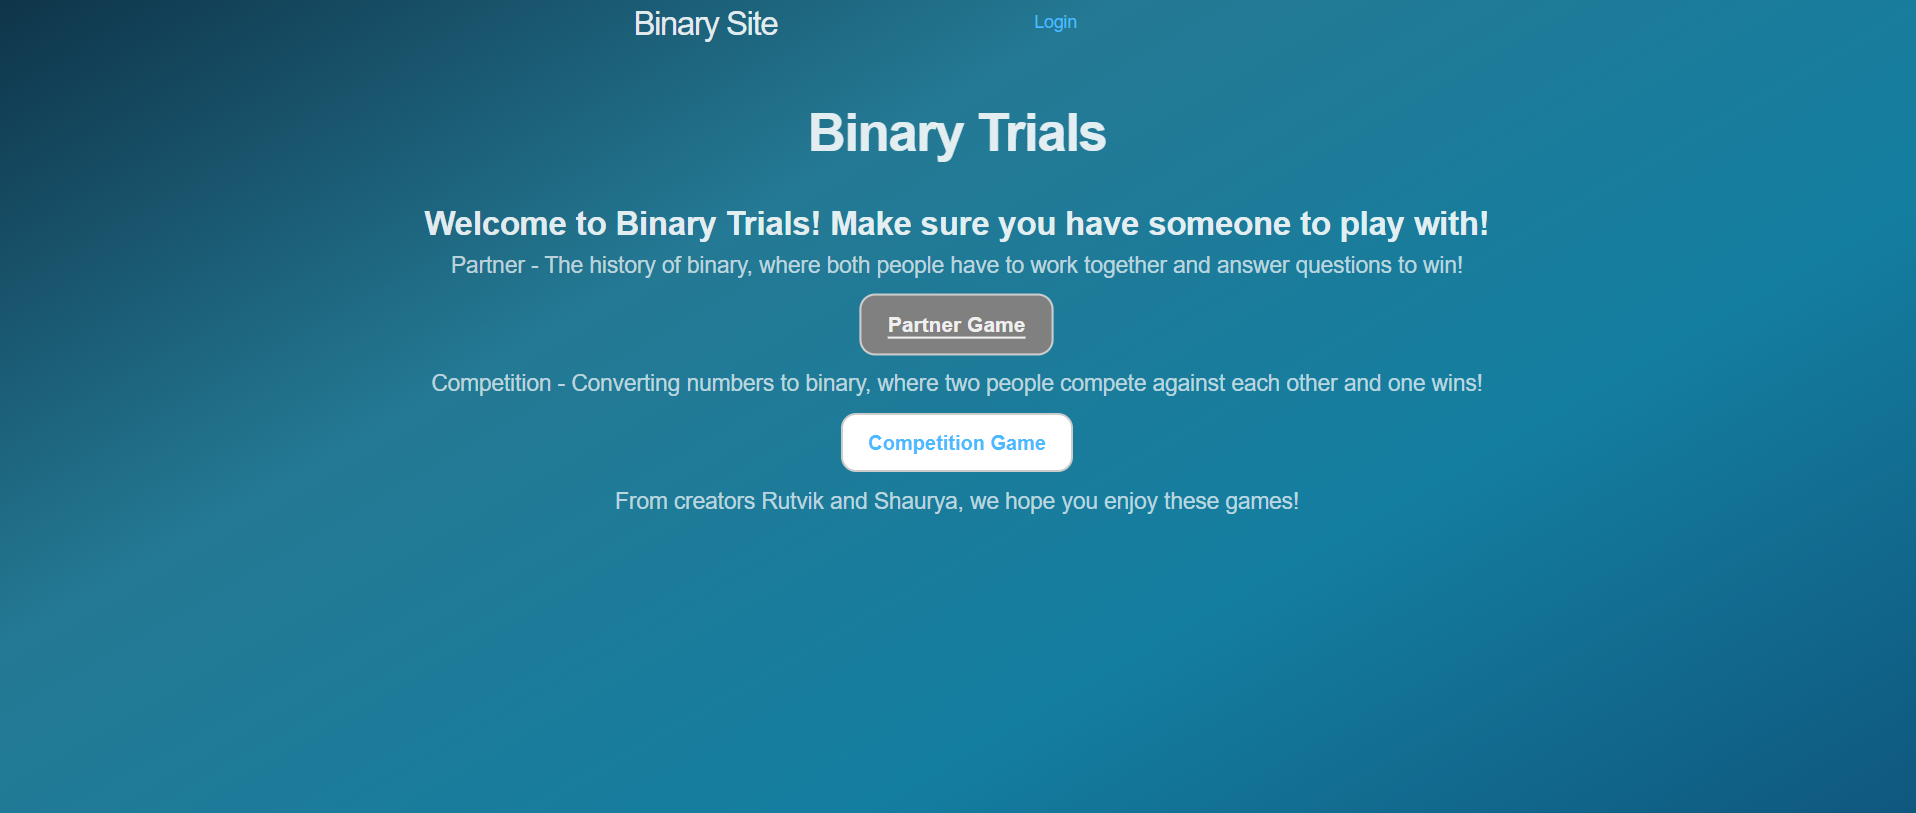 Binary Site
Login
Binary Trials
Welcome to Binary Trials! Make sure you have someone to play with!
Partner - The history of binary, where both people have to work together and answer questions to win!
Partner Game
Competition - Converting numbers to binary, where two people compete against each other and one wins!
Competition Game
From creators Rutvik and Shaurya, we hope you enjoy these games!